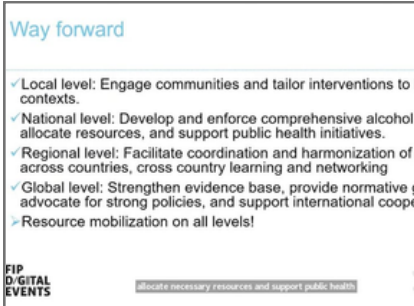 Way forward
✓Local level: Engage communities and tailor interventions to
contexts.
✓National level: Develop and enforce comprehensive alcohol
allocate resources, and support public health initiatives.
✓Regional level: Facilitate coordination and harmonization of
across countries, cross country learning and networking
✓Global level: Strengthen evidence base, provide normative
advocate for strong policies, and support international
➢Resource mobilization on all levels!
FIP
D/GITAL
EVENTS
allocate necessary resources and support public health